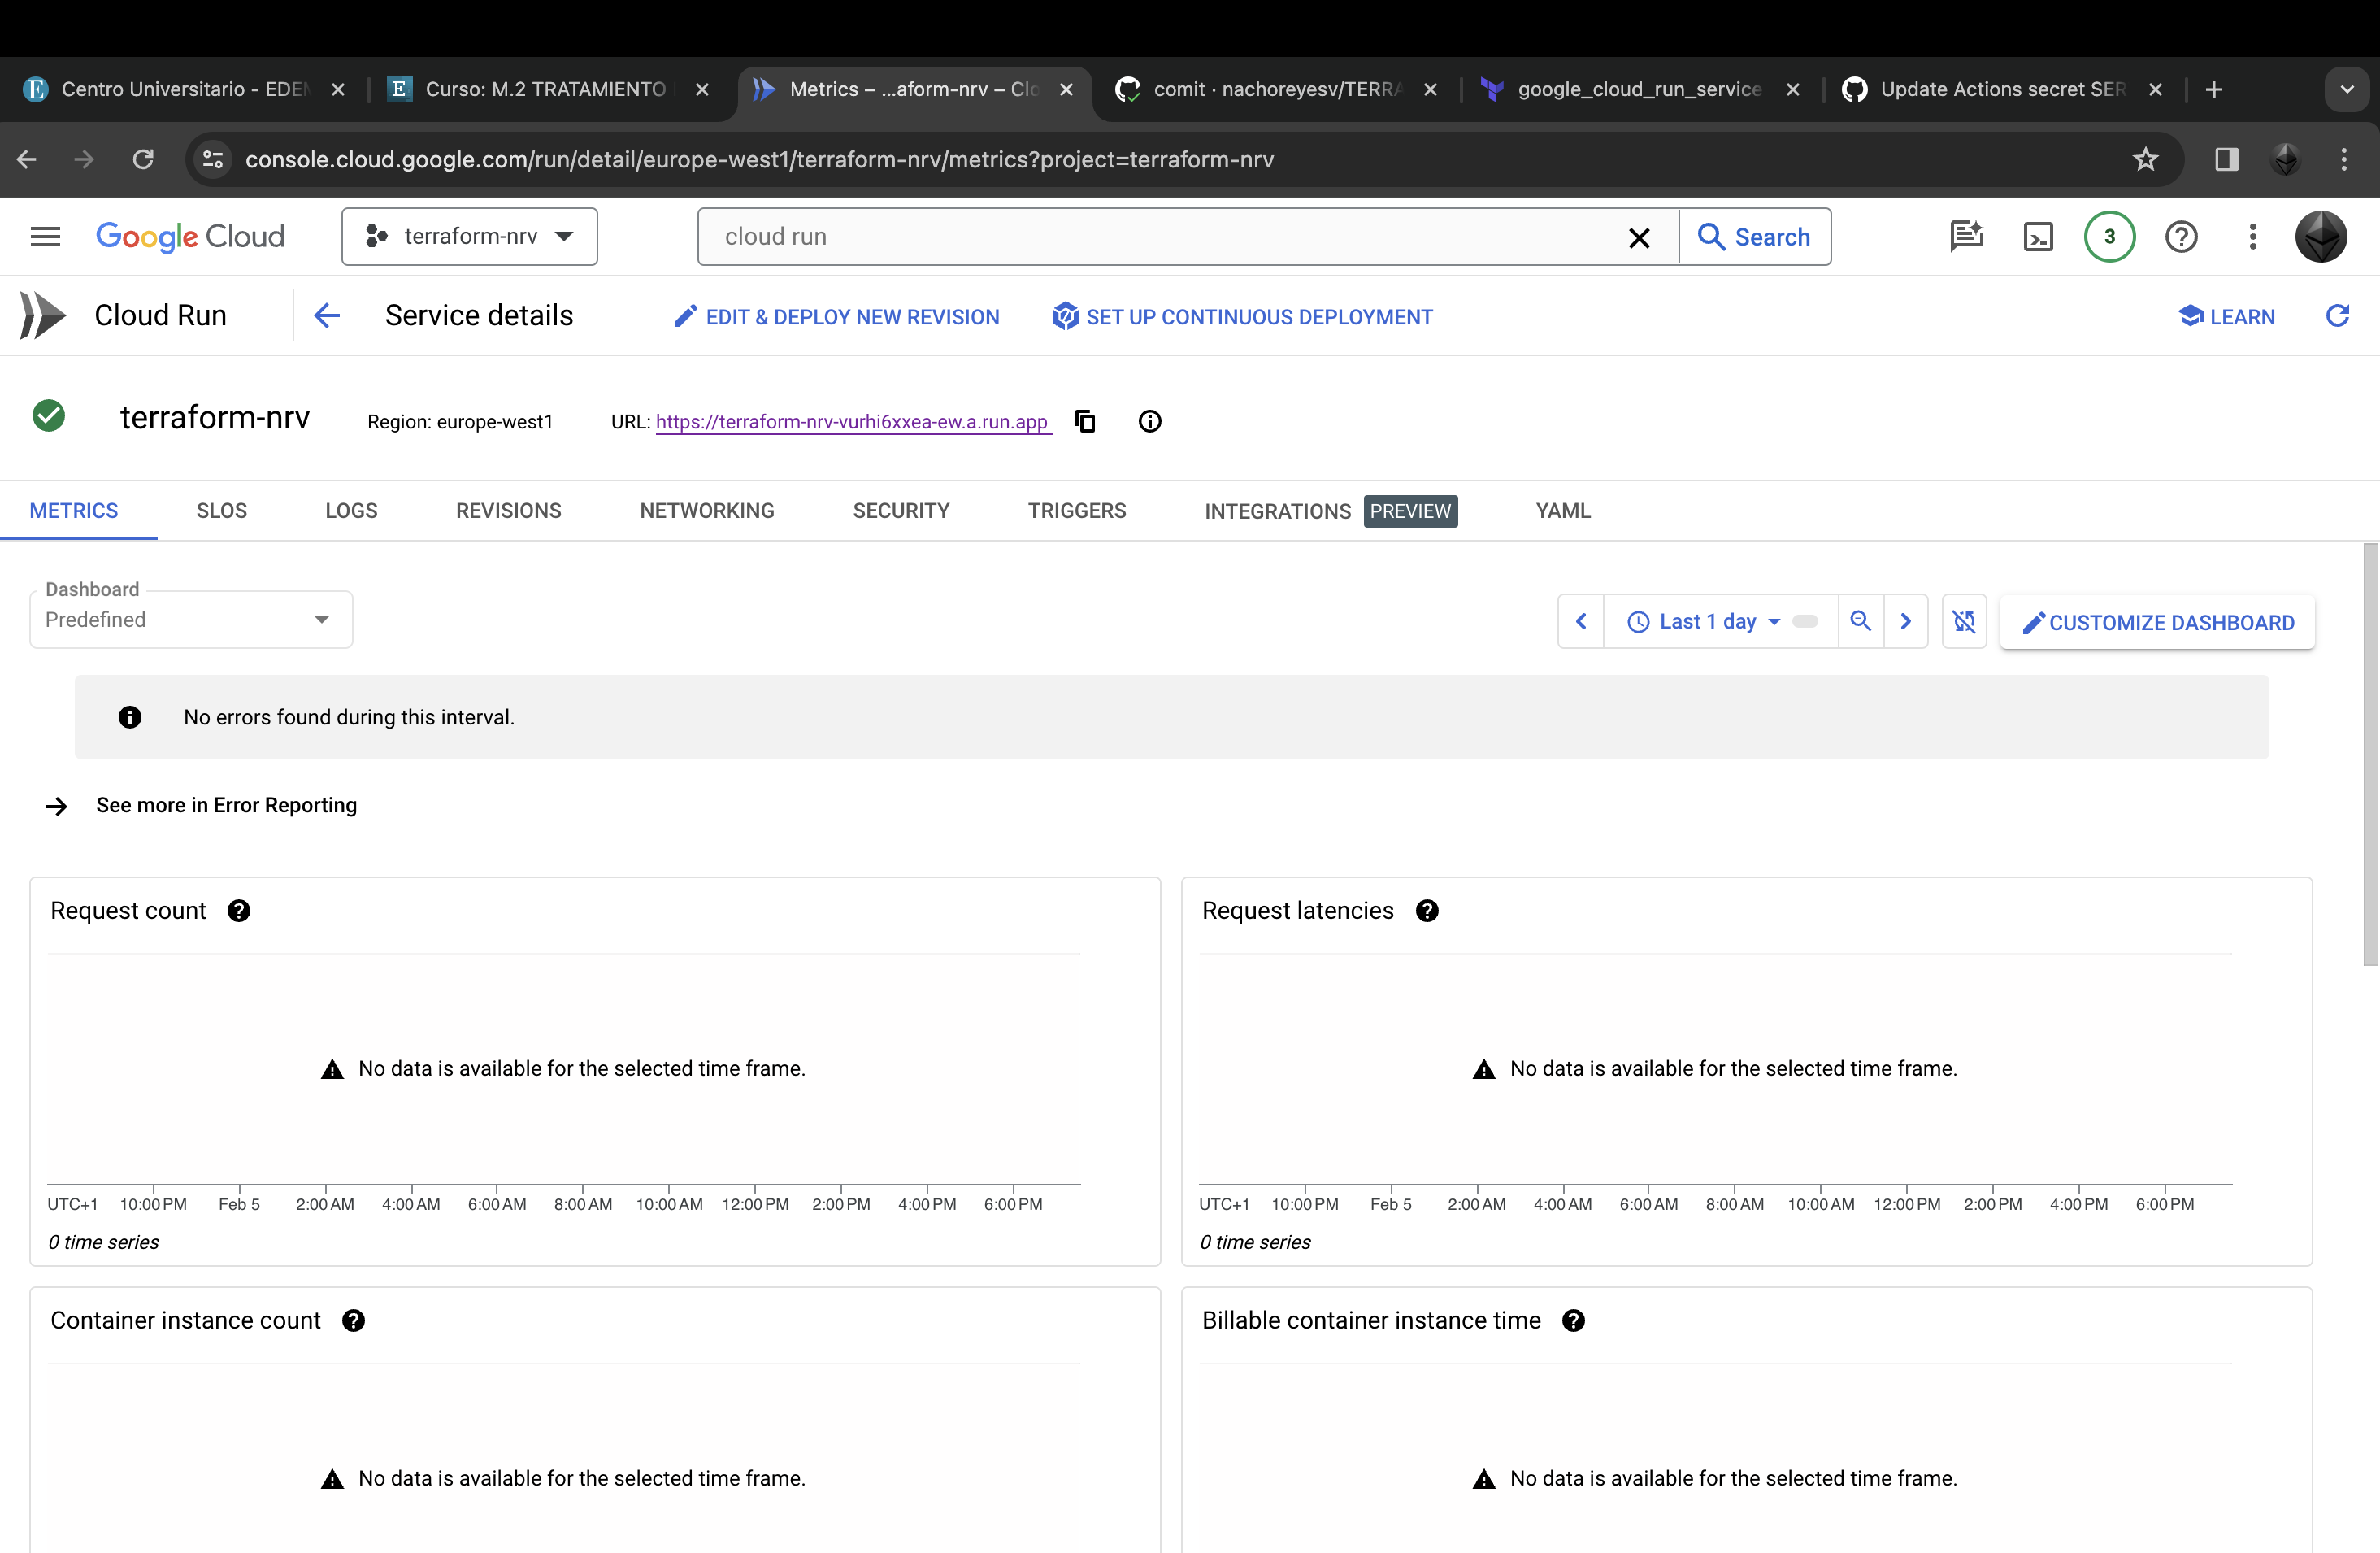 Centro Universitario - EDEM
Curso: M.2 TRATAMIENTO
Metrics – ...aform-nrv – Clo
comit · nachoreyesv/TERRA
google_cloud_run_service
Update Actions secret SER
console.cloud.google.com/run/detail/europe-west1/terraform-nrv/metrics?project=terraform-nrv
Google Cloud
terraform-nrv
cloud run
Search
3
Cloud Run
Service details
EDIT & DEPLOY NEW REVISION
SET UP CONTINUOUS DEPLOYMENT
LEARN
terraform-nrv
Region: europe-west1
URL: https://terraform-nrv-vurhi6xxea-ew.a.run.app
METRICS
SLOS
LOGS
REVISIONS
NETWORKING
SECURITY
TRIGGERS
INTEGRATIONS PREVIEW
YAML
Dashboard
Predefined
Last 1 day
CUSTOMIZE DASHBOARD
No errors found during this interval.
See more in Error Reporting
Request count
No data is available for the selected time frame.
UTC+1 10:00 PM Feb 5 2:00 AM 4:00 AM 6:00 AM 8:00 AM 10:00 AM 12:00 PM 2:00 PM 4:00 PM 6:00 PM
0 time series
Request latencies
No data is available for the selected time frame.
UTC+1 10:00 PM Feb 5 2:00 AM 4:00 AM 6:00 AM 8:00 AM 10:00 AM 12:00 PM 2:00 PM 4:00 PM 6:00 PM
0 time series
Container instance count
No data is available for the selected time frame.
Billable container instance time
No data is available for the selected time frame.